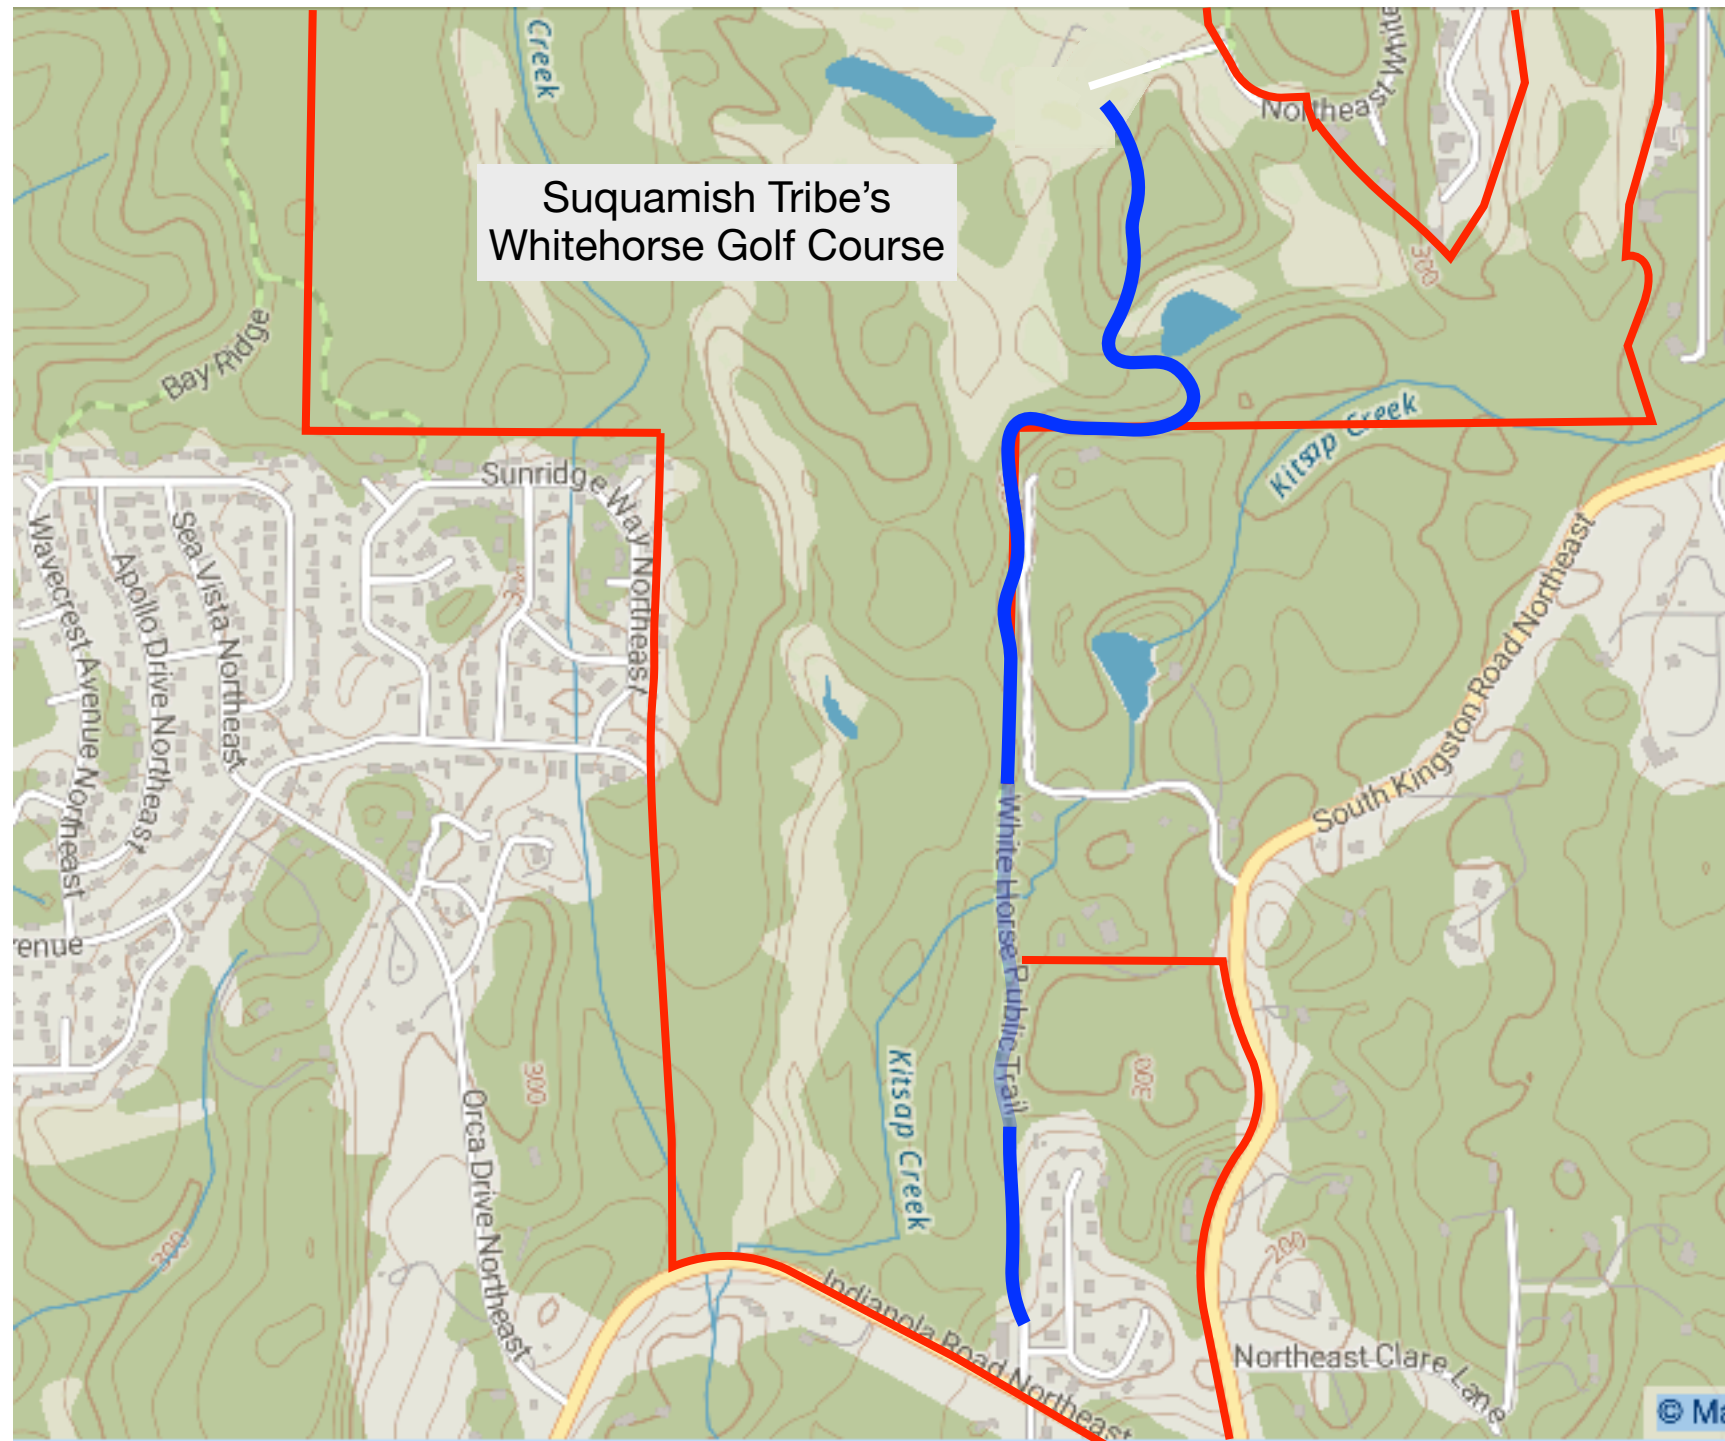 Creek
Northeast White
Suquamish Tribe’s
Whitehorse Golf Course
300
Bay Ridge
Kitsap Creek
Sunridge Way Northeast
Wavecrest Avenue Northeast
Apollo Drive Northeast
Sea Vista Northeast
South Kingston Road Northeast
White Horse Public Trail
venue
300
300
Kitsap Creek
Orca Drive Northeast
300
200
Indianola Road Northeast
Northeast Clare Lane
© Ma